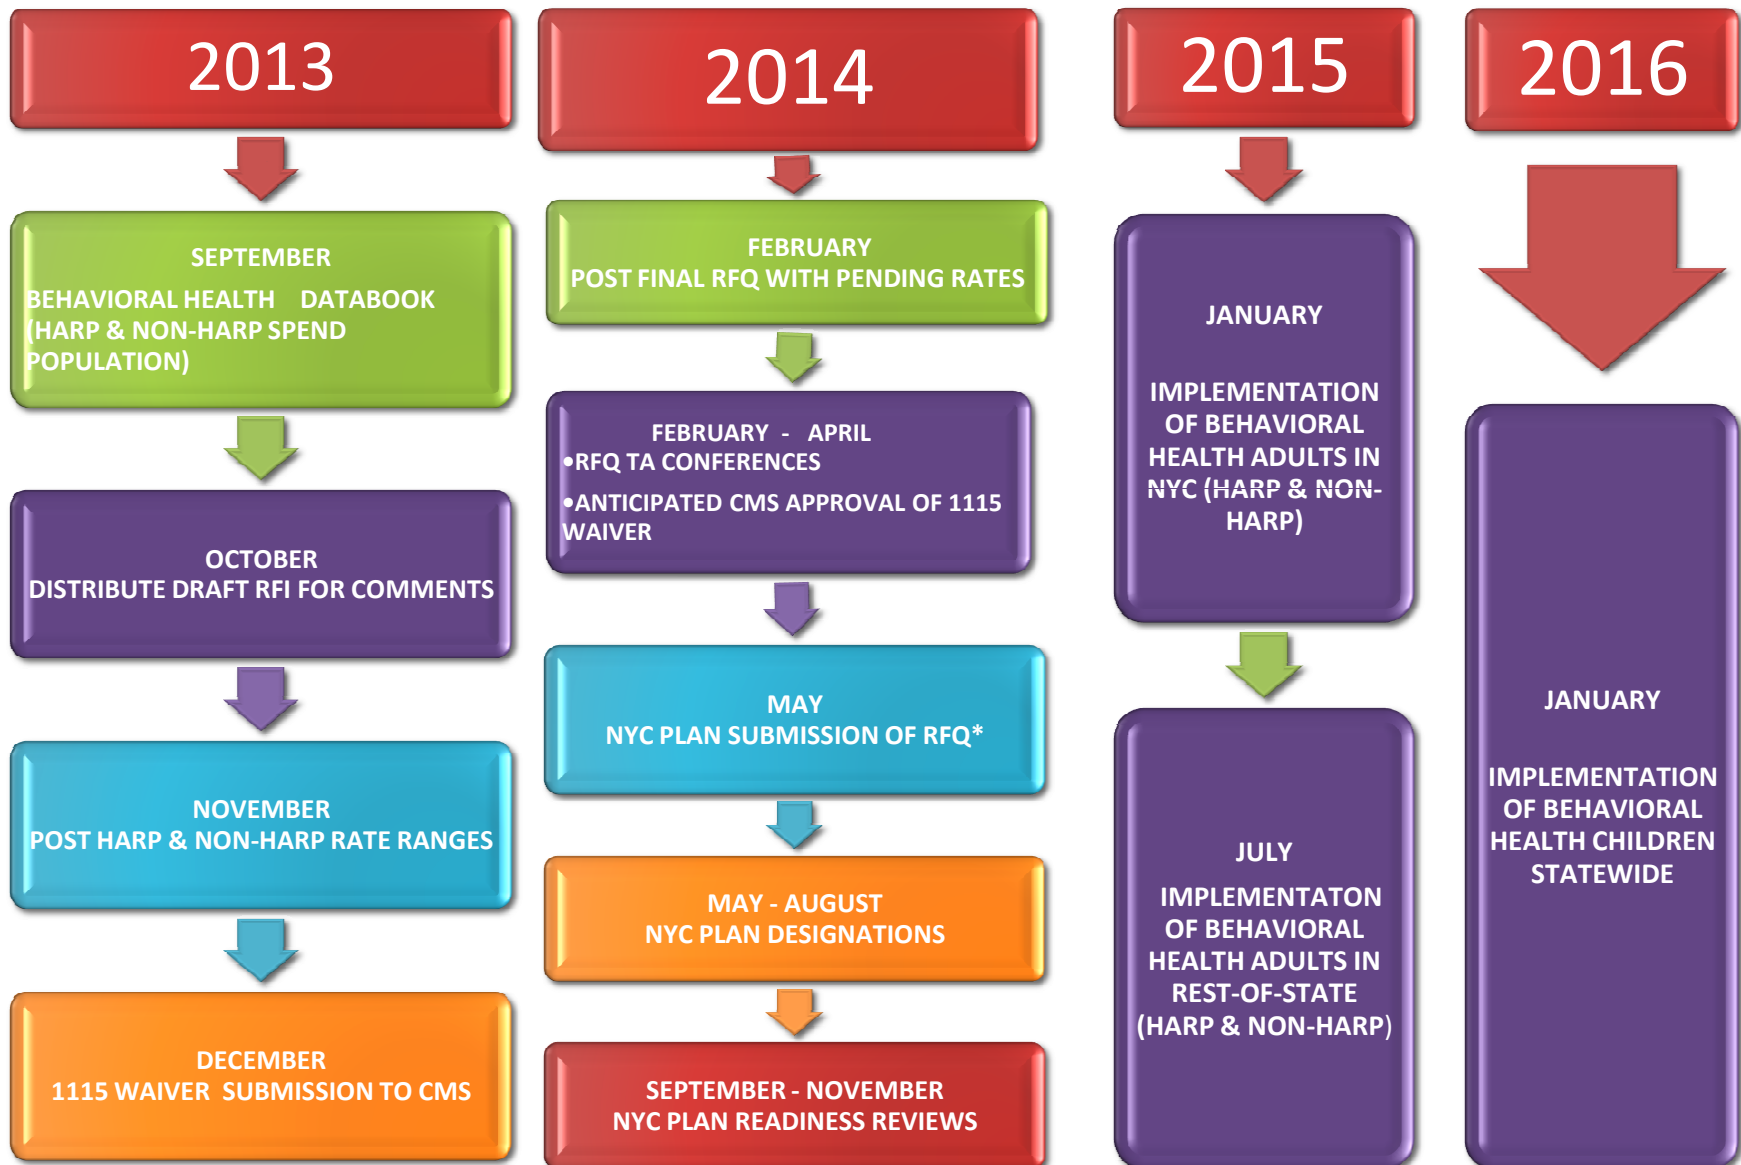 2013
SEPTEMBER
BEHAVIORAL HEALTH DATABOOK
(HARP & NON-HARP SPEND
POPULATION)
OCTOBER
DISTRIBUTE DRAFT RFI FOR COMMENTS
NOVEMBER
POST HARP & NON-HARP RATE RANGES
DECEMBER
1115 WAIVER SUBMISSION TO CMS
2014
FEBRUARY
POST FINAL RFQ WITH PENDING RATES
FEBRUARY - APRIL
•RFQ TA CONFERENCES
•ANTICIPATED CMS APPROVAL OF 1115
WAIVER
MAY
NYC PLAN SUBMISSION OF RFQ*
MAY - AUGUST
NYC PLAN DESIGNATIONS
SEPTEMBER - NOVEMBER
NYC PLAN READINESS REVIEWS
2015
JANUARY
IMPLEMENTATION
OF BEHAVIORAL
HEALTH ADULTS IN
NYC (HARP & NON-
HARP)
JULY
IMPLEMENTATON
OF BEHAVIORAL
HEALTH ADULTS IN
REST-OF-STATE
(HARP & NON-HARP)
2016
JANUARY
IMPLEMENTATION
OF BEHAVIORAL
HEALTH CHILDREN
STATEWIDE